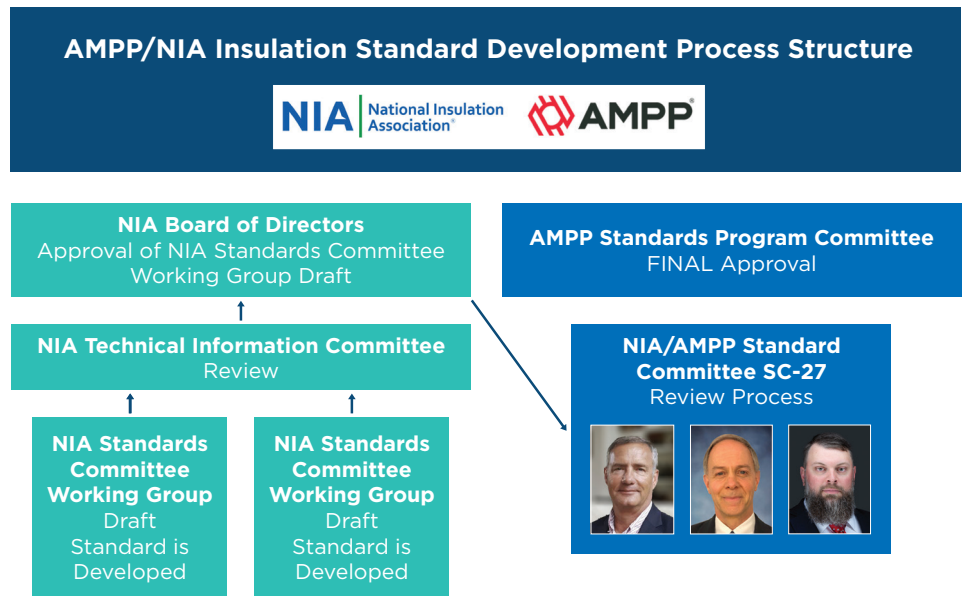 AMPP/NIA Insulation Standard Development Process Structure
NIA National Insulation
Association®
AMPP®
NIA Board of Directors
Approval of NIA Standards Committee
Working Group Draft
AMPP Standards Program Committee
FINAL Approval
NIA Technical Information Committee
Review
NIA/AMPP Standard
Committee SC-27
Review Process
NIA Standards
Committee
Working Group
Draft
Standard is
Developed
NIA Standards
Committee
Working Group
Draft
Standard is
Developed